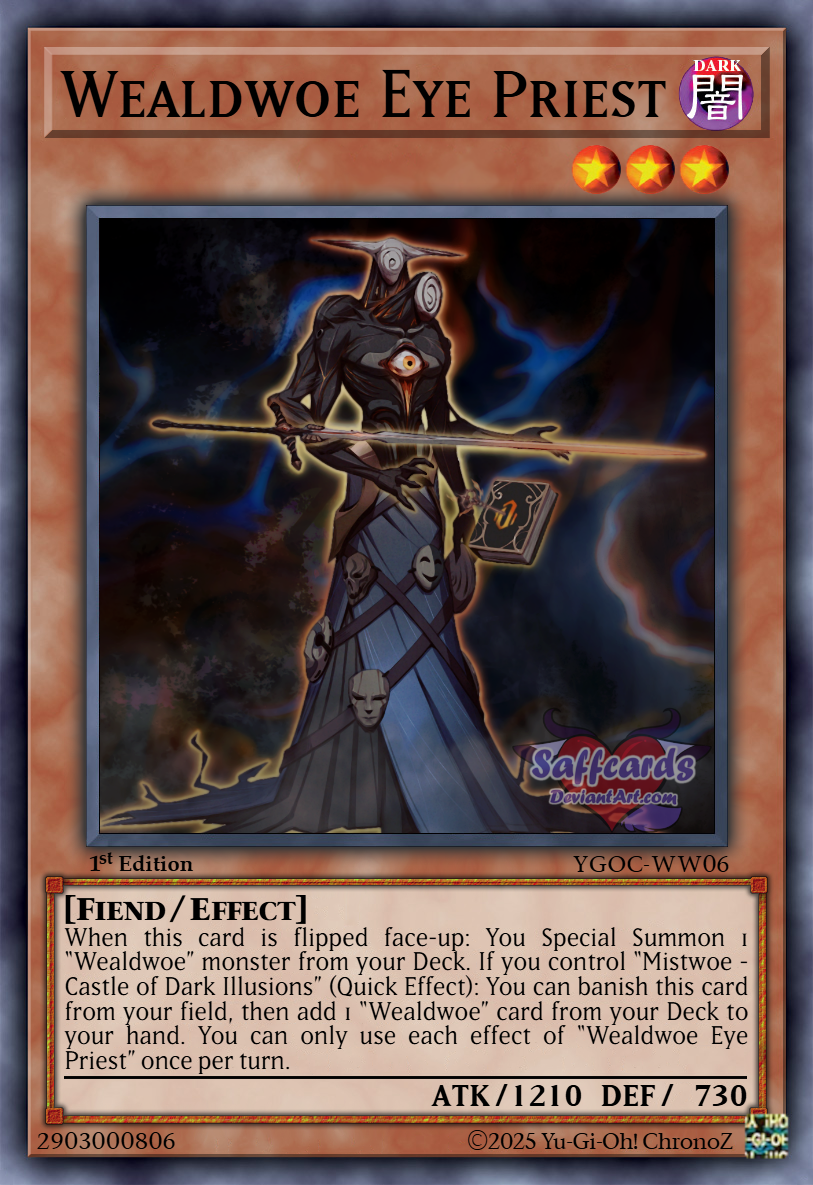 Wealdwoe Eye Priest
DARK
闇
Saffcards
DeviantArt.com
1st Edition
YGOC-WW06
[Fiend/Effect]
When this card is flipped face-up: You Special Summon 1
"Wealdwoe" monster from your Deck. If you control "Mistwoe -
Castle of Dark Illusions" (Quick Effect): You can banish this card
from your field, then add 1 "Wealdwoe" card from your Deck to
your hand. You can only use each effect of "Wealdwoe Eye
Priest" once per turn.
ATK/1210 DEF/ 730
2903000806
©2025 Yu-Gi-Oh! ChronoZ